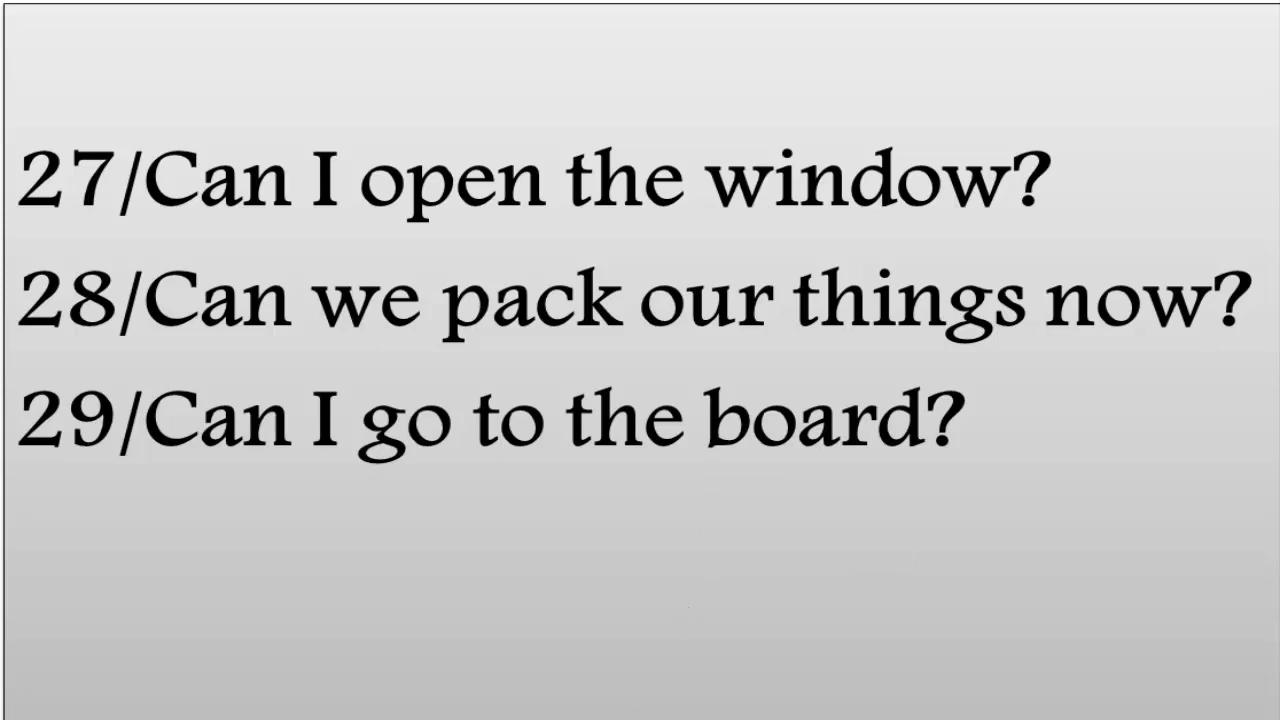 27/Can I open the window?
28/Can we pack our things now?
29/Can I go to the board?